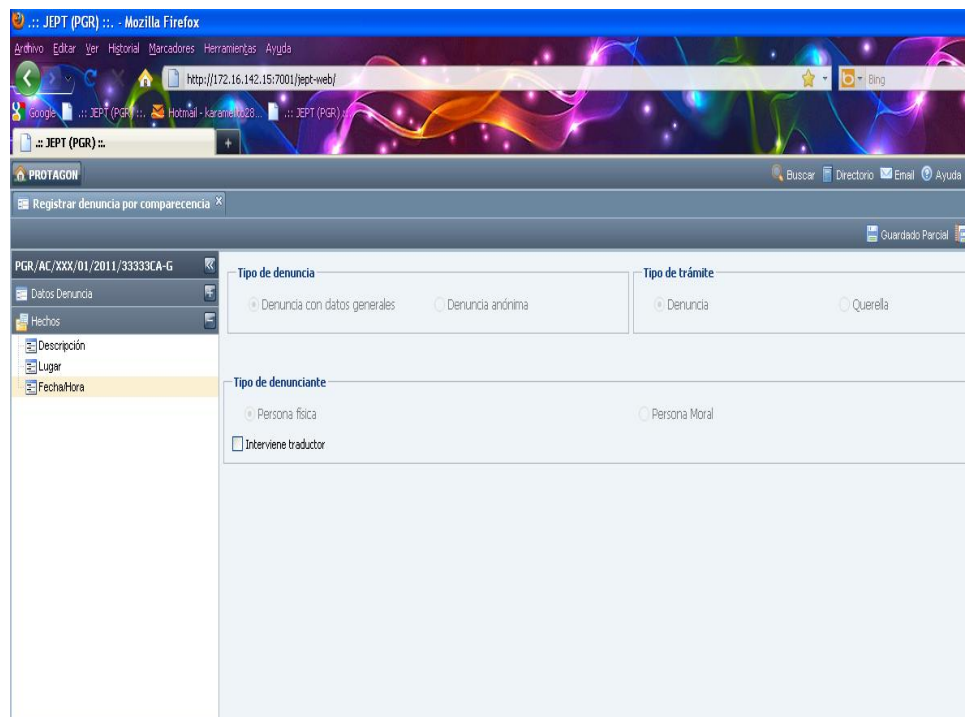 .:: JEPT (PGR) ::. - Mozilla Firefox
Archivo Editar Ver Historial Marcadores Herramientas Ayuda
http://172.16.142.15:7001/jept-web/
Bing
Google .:: JEPT (PGR) ::. Hotmail - karamelito28... .:: JEPT (PGR) ::.
.:: JEPT (PGR) ::.
PROTAGON
Buscar Directorio Email Ayuda
Registrar denuncia por comparecencia
Guardado Parcial
PGR/AC/XXX/01/2011/33333CA-G
Datos Denuncia
Hechos
Descripción
Lugar
Fecha/Hora
Tipo de denuncia
Denuncia con datos generales Denuncia anónima
Tipo de trámite
Denuncia Querella
Tipo de denunciante
Persona física Persona Moral
Interviene traductor